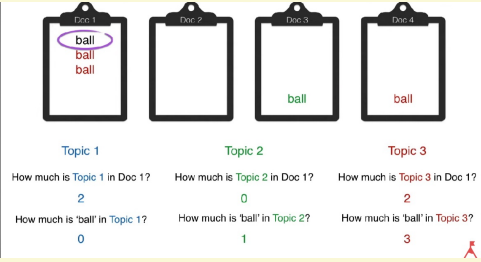 Doc 1 Doc 2 Doc 3 Doc 4
ball
ball
ball
ball ball
Topic 1 Topic 2 Topic 3
How much is Topic 1 in Doc 1? How much is Topic 2 in Doc 1? How much is Topic 3 in Doc 1?
2 0 2
How much is 'ball' in Topic 1? How much is 'ball' in Topic 2? How much is 'ball' in Topic 3?
0 1 3